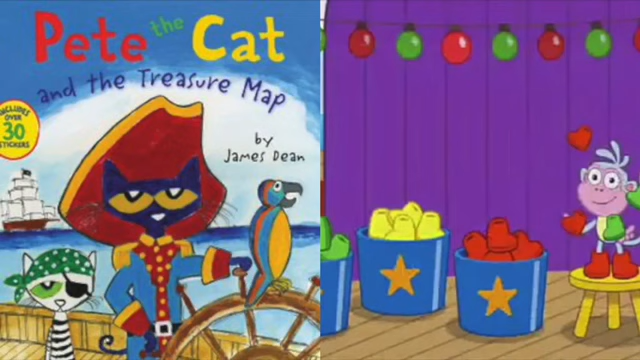 Pete the Cat
and the Treasure Map
by
James Dean
INCLUDES
OVER
30
STICKERS